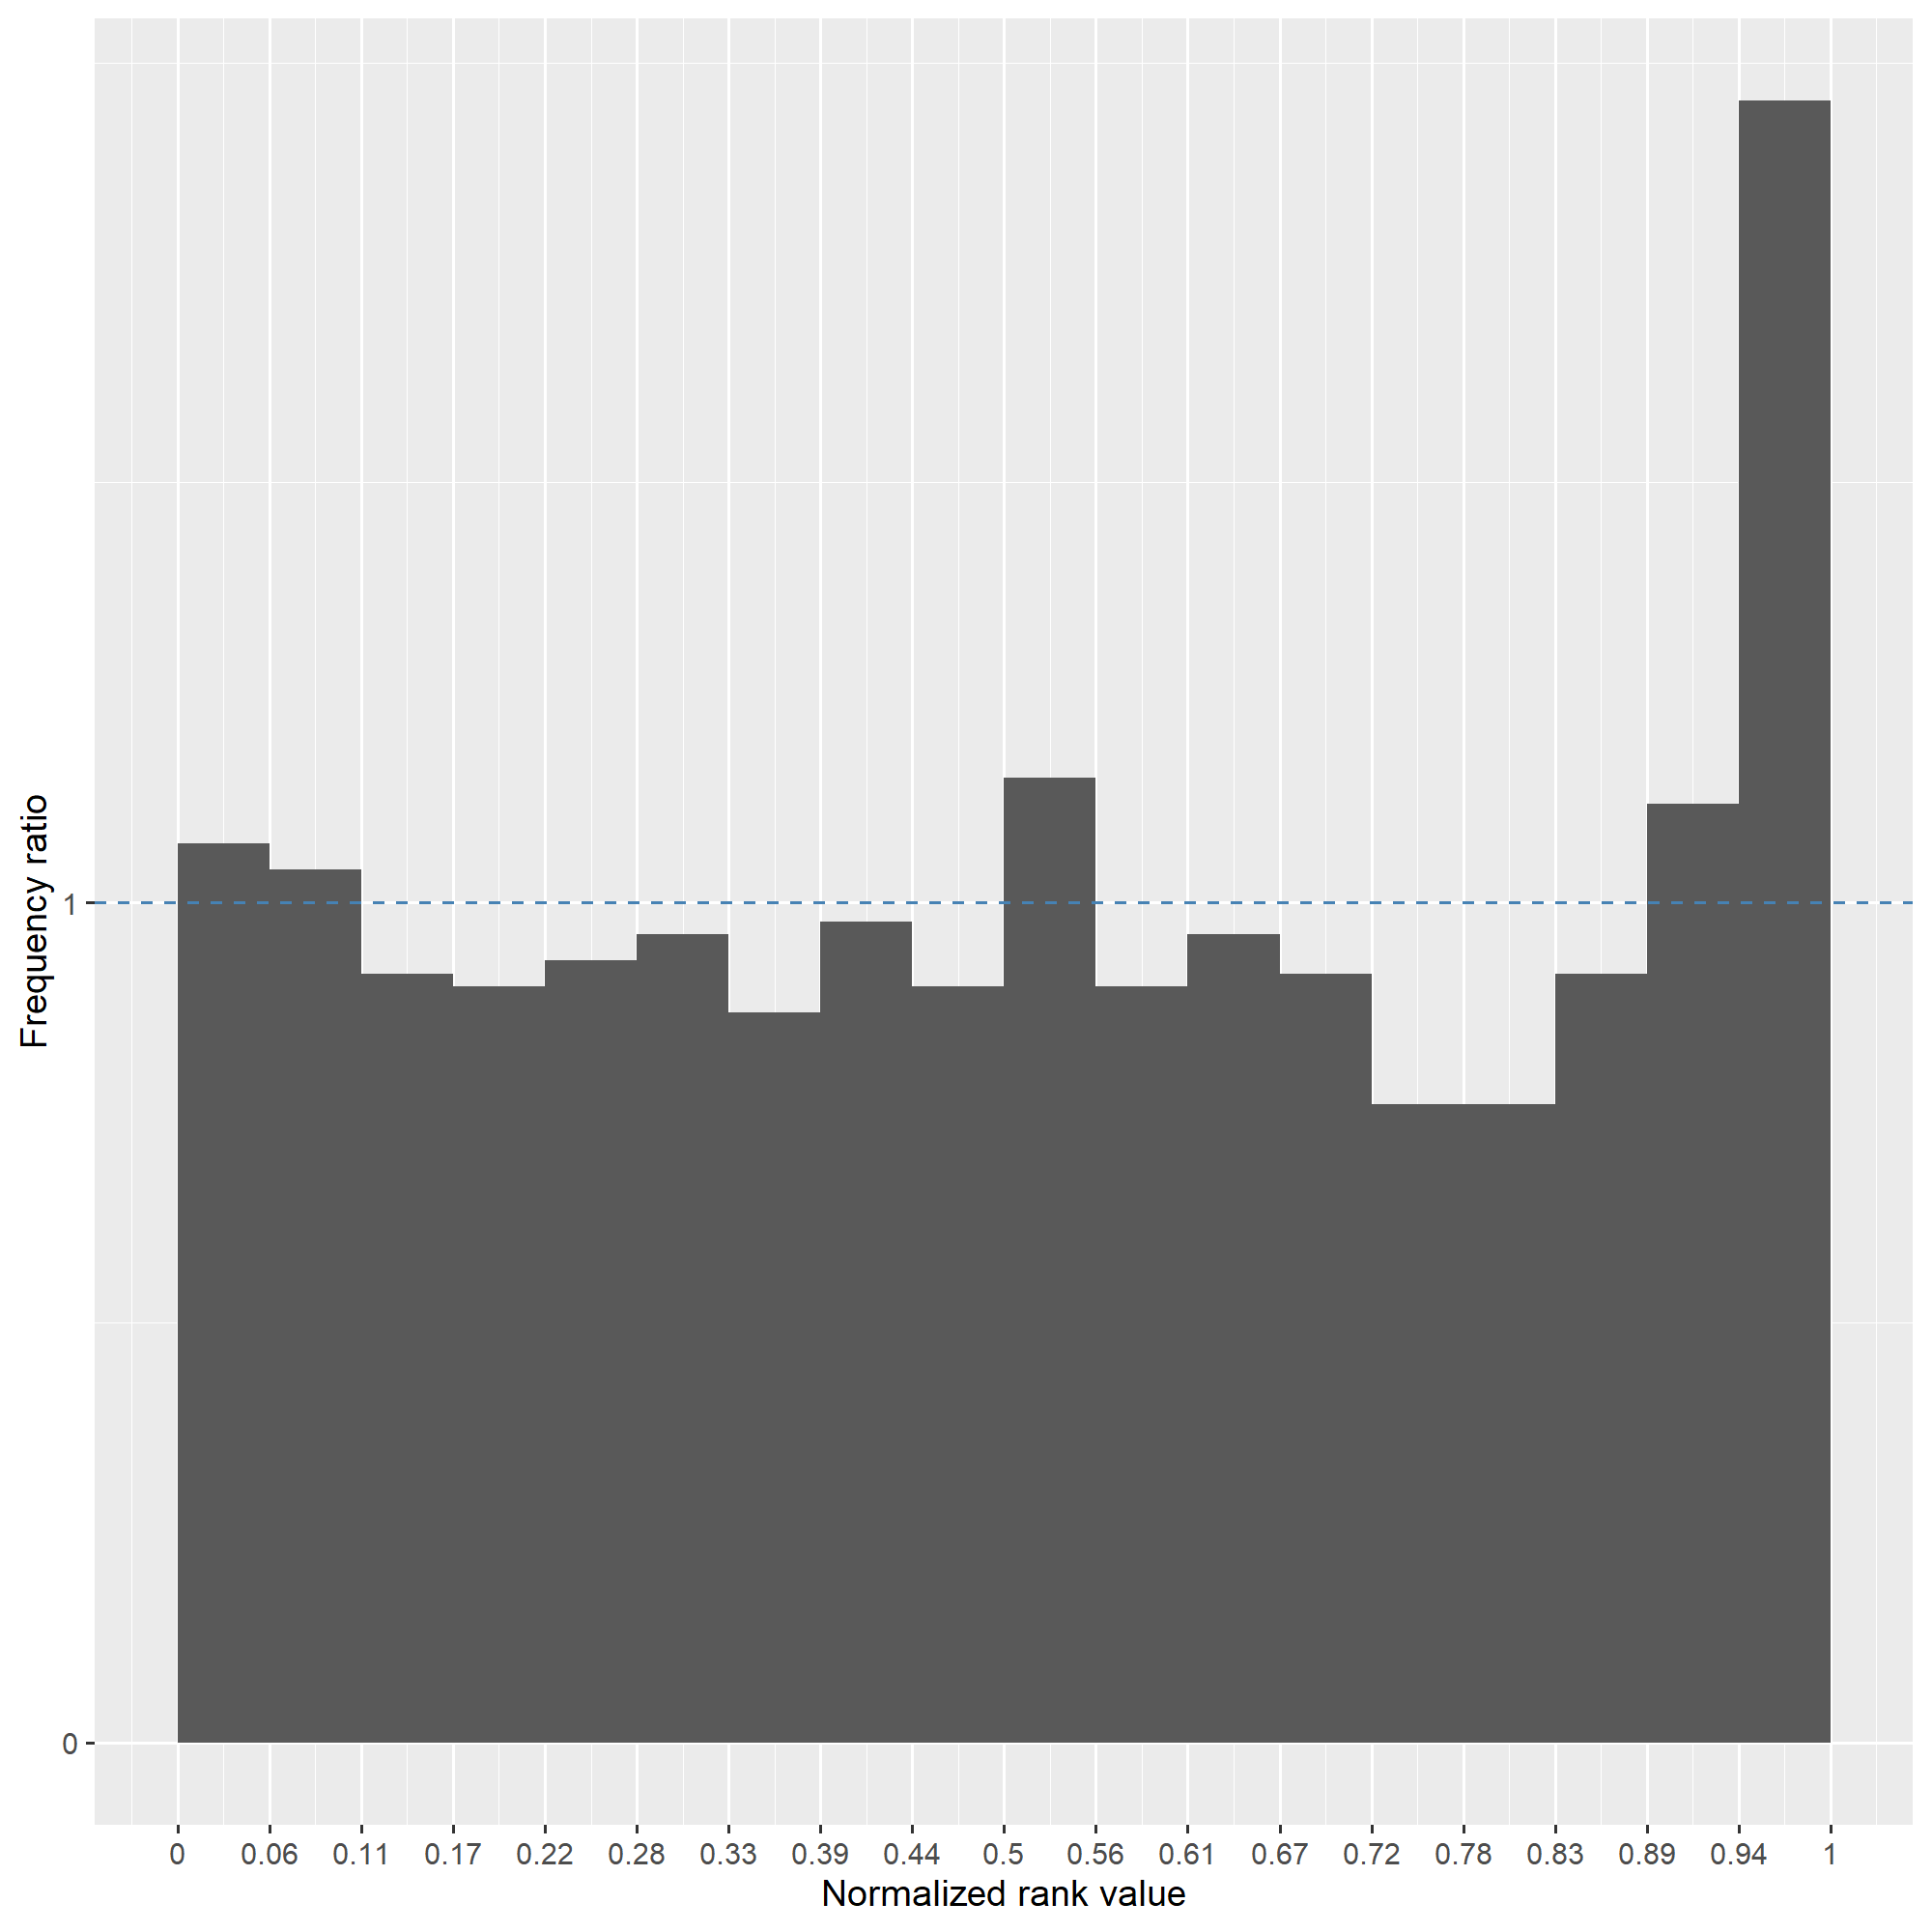 Frequency ratio
1
0
0 0.06 0.11 0.17 0.22 0.28 0.33 0.39 0.44 0.5 0.56 0.61 0.67 0.72 0.78 0.83 0.89 0.94 1
Normalized rank value